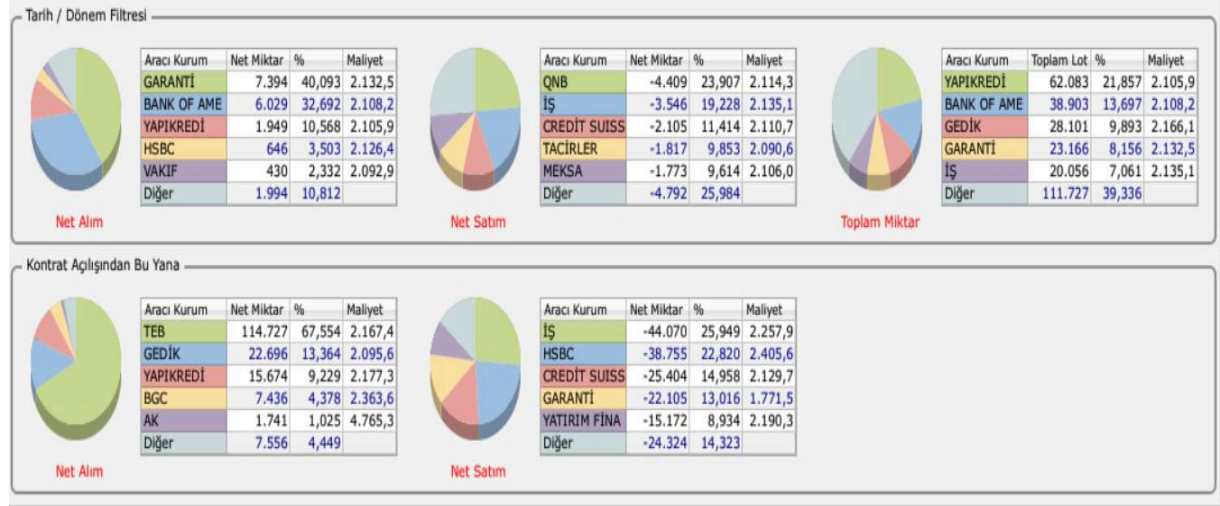 Tarih / Dönem Filtresi
Aracı Kurum Net Miktar % Maliyet
GARANTİ 7.394 40,093 2.132,5
BANK OF AME 6.029 32,692 2.108,2
YAPIKREDİ 1.949 10,568 2.105,9
HSBC 646 3,503 2.126,4
VAKIF 430 2,332 2.092,9
Diğer 1.994 10,812
Net Alım
Aracı Kurum Net Miktar % Maliyet
QNB -4.409 23,907 2.114,3
İŞ -3.546 19,228 2.135,1
CREDİT SUISS -2.105 11,414 2.110,7
TACİRLER -1.817 9,853 2.090,6
MEKSA -1.773 9,614 2.106,0
Diğer -4.792 25,984
Net Satım
Aracı Kurum Toplam Lot % Maliyet
YAPIKREDİ 62.083 21,857 2.105,9
BANK OF AME 38.903 13,697 2.108,2
GEDİK 28.101 9,893 2.166,1
GARANTİ 23.166 8,156 2.132,5
İŞ 20.056 7,061 2.135,1
Diğer 111.727 39,336
Toplam Miktar
Kontrat Açılışından Bu Yana
Aracı Kurum Net Miktar % Maliyet
TEB 114.727 67,554 2.167,4
GEDİK 22.696 13,364 2.095,6
YAPIKREDİ 15.674 9,229 2.177,3
BGC 7.436 4,378 2.363,6
AK 1.741 1,025 4.765,3
Diğer 7.556 4,449
Net Alım
Aracı Kurum Net Miktar % Maliyet
İŞ -44.070 25,949 2.257,9
HSBC -38.755 22,820 2.405,6
CREDİT SUISS -25.404 14,958 2.129,7
GARANTİ -22.105 13,016 1.771,5
YATIRIM FİNA -15.172 8,934 2.190,3
Diğer -24.324 14,323
Net Satım